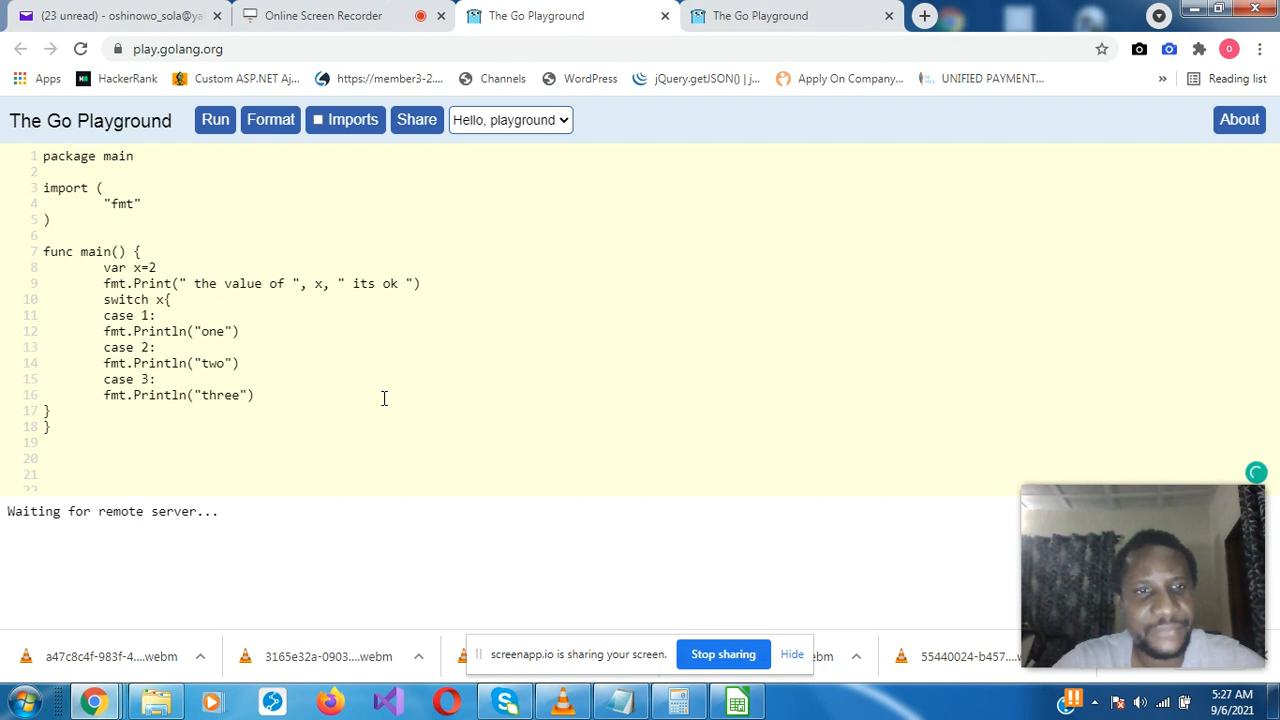 (23 unread) - oshinowo_sola@ya
Online Screen Recorder
The Go Playground
The Go Playground
play.golang.org
O
Apps
HackerRank
Custom ASP.NET Aj...
https://member3-2....
Channels
WordPress
jQuery.getJSON() | j...
Apply On Company...
UNIFIED PAYMENT...
»
Reading list
The Go Playground
Run
Format
Imports
Share
Hello, playground
About
1 package main
2
3 import (
4 "fmt"
5 )
6
7 func main() {
8 var x=2
9 fmt.Print(" the value of ", x, " its ok ")
10 switch x{
11 case 1:
12 fmt.Println("one")
13 case 2:
14 fmt.Println("two")
15 case 3:
16 fmt.Println("three")
17 }
18 }
19
20
21
22
Waiting for remote server...
a47c8c4f-983f-4....webm
3165e32a-0903....webm
screenapp.io is sharing your screen.
Stop sharing
Hide
bm
55440024-b457....w
5:27 AM
9/6/2021